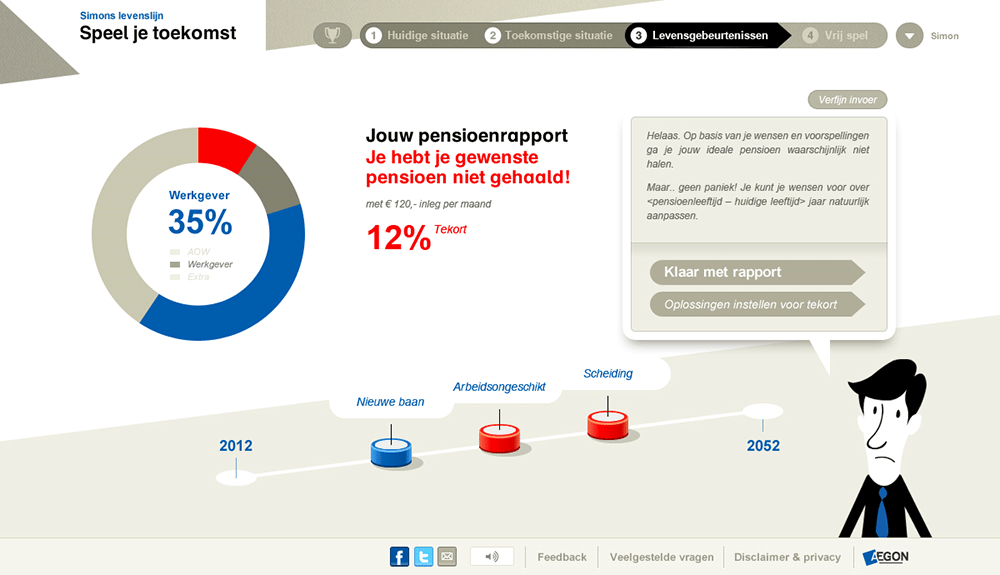 Simons levenslijn
Speel je toekomst
1 Huidige situatie
2 Toekomstige situatie
3 Levensgebeurtenissen
4 Vrij spel
Simon
Verfijn invoer
Helaas. Op basis van je wensen en voorspellingen
ga je jouw ideale pensioen waarschijnlijk niet
halen.
Maar.. geen paniek! Je kunt je wensen voor over
<pensioenleeftijd – huidige leeftijd> jaar natuurlijk
aanpassen.
Klaar met rapport
Oplossingen instellen voor tekort
Jouw pensioenrapport
Je hebt je gewenste
pensioen niet gehaald!
met € 120,- inleg per maand
12% Tekort
Werkgever
35%
AOW
Werkgever
Extra
Nieuwe baan
Arbeidsongeschikt
Scheiding
2012
2052
Feedback
Veelgestelde vragen
Disclaimer & privacy
AEGON